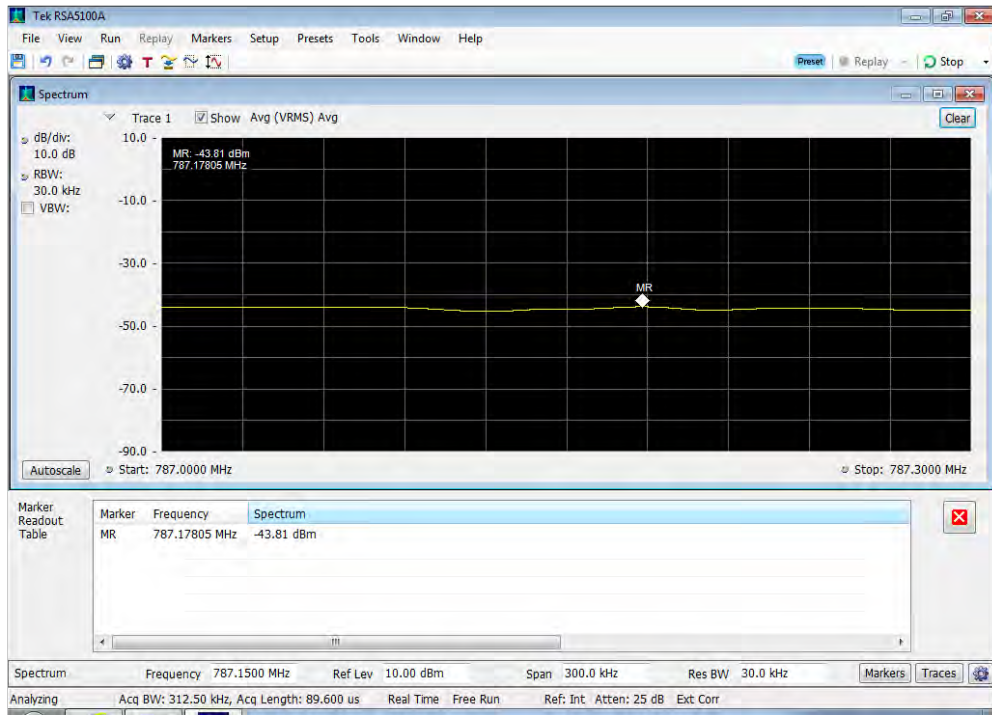 Tek RSA5100A
File View Run Replay Markers Setup Presets Tools Window Help
T Preset Replay Stop
Spectrum
Trace 1 Show Avg (VRMS) Avg Clear
dB/div:
10.0 dB
RBW:
30.0 kHz
VBW:
10.0 -
-10.0 -
-30.0 -
-50.0 -
-70.0 -
-90.0 -
MR: -43.81 dBm
787.17805 MHz
MR
Autoscale Start: 787.0000 MHz Stop: 787.3000 MHz
Marker Readout Table
Marker Frequency Spectrum
MR 787.17805 MHz -43.81 dBm
Spectrum Frequency 787.1500 MHz Ref Lev 10.00 dBm Span 300.0 kHz Res BW 30.0 kHz Markers Traces
Analyzing Acq BW: 312.50 kHz, Acq Length: 89.600 us Real Time Free Run Ref: Int Atten: 25 dB Ext Corr